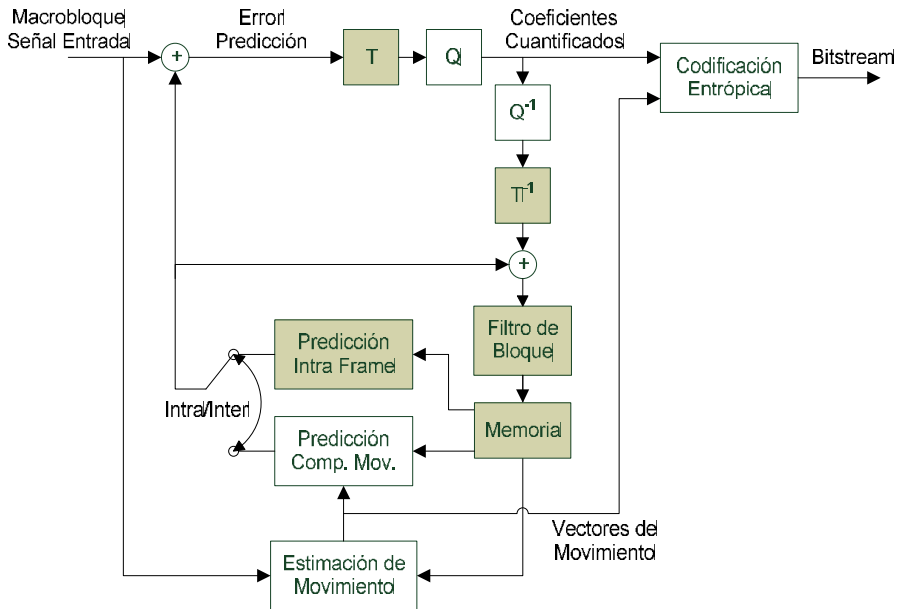 Macrobloque
Señal Entrada
Error
Predicción
Coeficientes
Cuantificados
Bitstream
+
T
Q
Codificación
Entrópica
Q-1
T-1
+
Filtro de
Bloque
Predicción
Intra Frame
Intra/Inter
Memoria
Predicción
Comp. Mov.
Vectores de
Movimiento
Estimación de
Movimiento